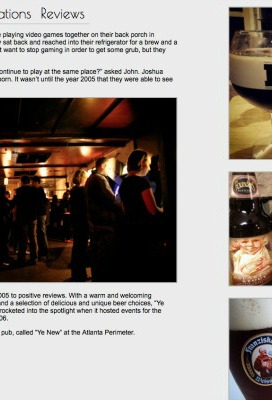 ations Reviews
e playing video games together on their back porch in
y sat back and reached into their refrigerator for a brew and a
t want to stop gaming in order to get some grub, but they
ontinue to play at the same place?" asked John. Joshua
orn. It wasn't until the year 2005 that they were able to see
005 to positive reviews. With a warm and welcoming
and a selection of delicious and unique beer choices, "Ye
rocketed into the spotlight when it hosted events for the
06.
pub, called "Ye New" at the Atlanta Perimeter.
Franziskaner